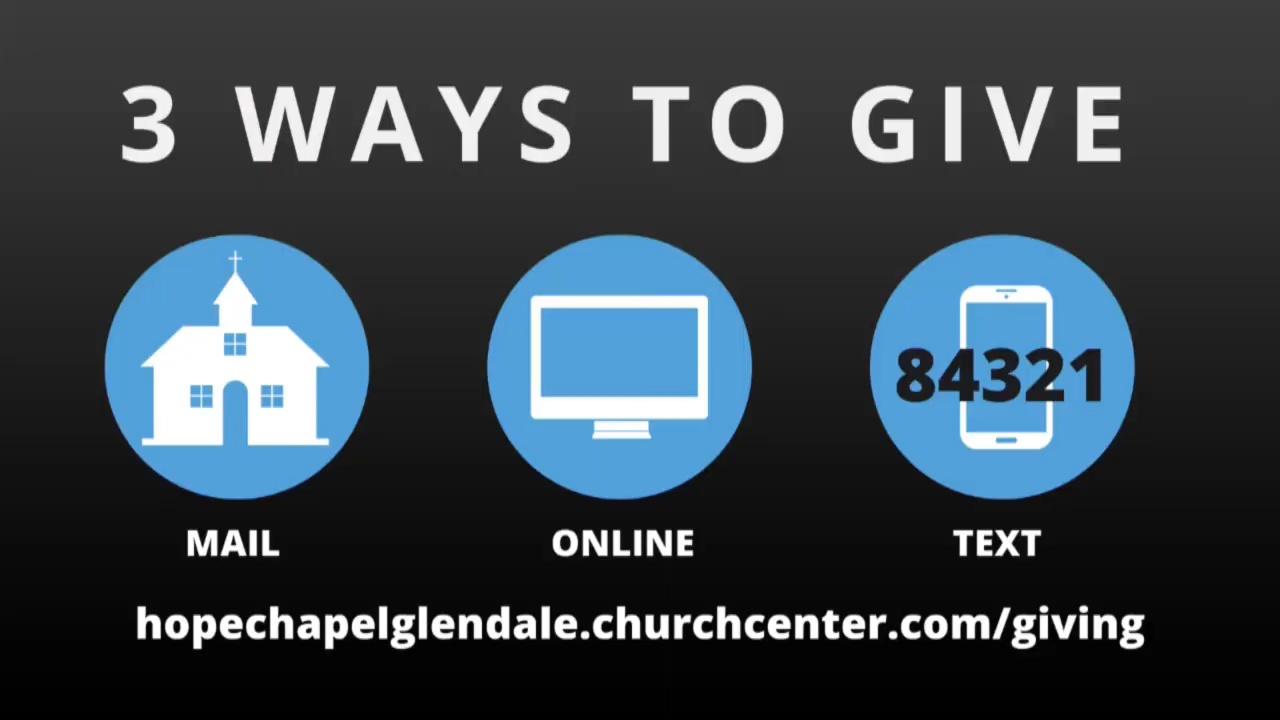 3 WAYS TO GIVE
84321
MAIL
ONLINE
TEXT
hopechapelglendale.churchcenter.com/giving